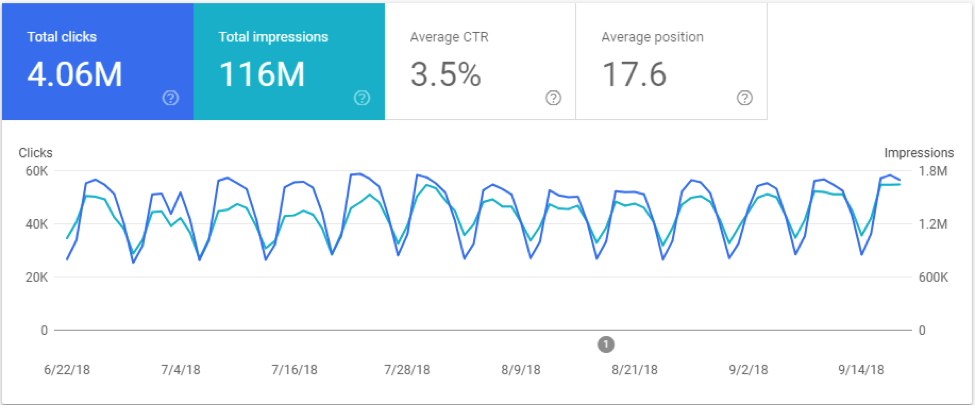 Total clicks
4.06M
?
Total impressions
116M
?
Average CTR
3.5%
?
Average position
17.6
?
Clicks
Impressions
60K
1.8M
40K
1.2M
20K
600K
0
0
1
6/22/18 7/4/18 7/16/18 7/28/18 8/9/18 8/21/18 9/2/18 9/14/18